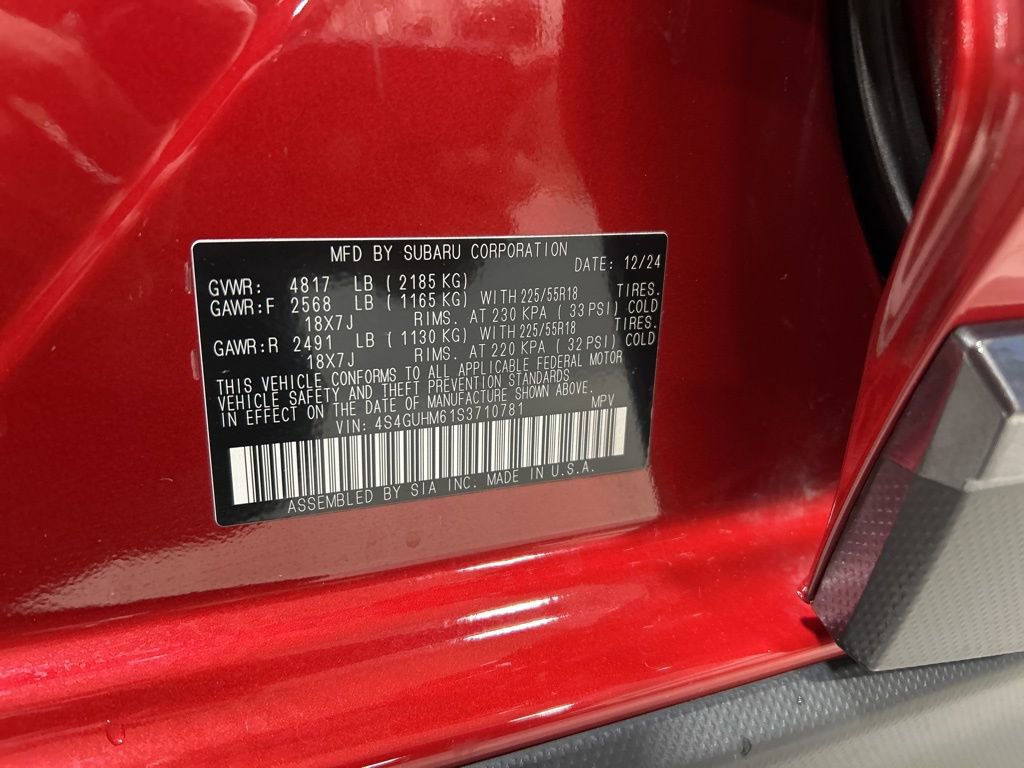 MFD BY SUBARU CORPORATION
DATE: 12/24
GVWR: 4817 LB ( 2185 KG)
GAWR:F 2568 LB ( 1165 KG) WITH 225/55R18 TIRES.
18X7J RIMS. AT 230 KPA ( 33 PSI) COLD
GAWR:R 2491 LB ( 1130 KG) WITH 225/55R18 TIRES.
18X7J RIMS. AT 220 KPA ( 32 PSI) COLD
THIS VEHICLE CONFORMS TO ALL APPLICABLE FEDERAL MOTOR
VEHICLE SAFETY AND THEFT PREVENTION STANDARDS
IN EFFECT ON THE DATE OF MANUFACTURE SHOWN ABOVE.
VIN: 4S4GUHM61S3710781 MPV
ASSEMBLED BY SIA INC. MADE IN U.S.A.